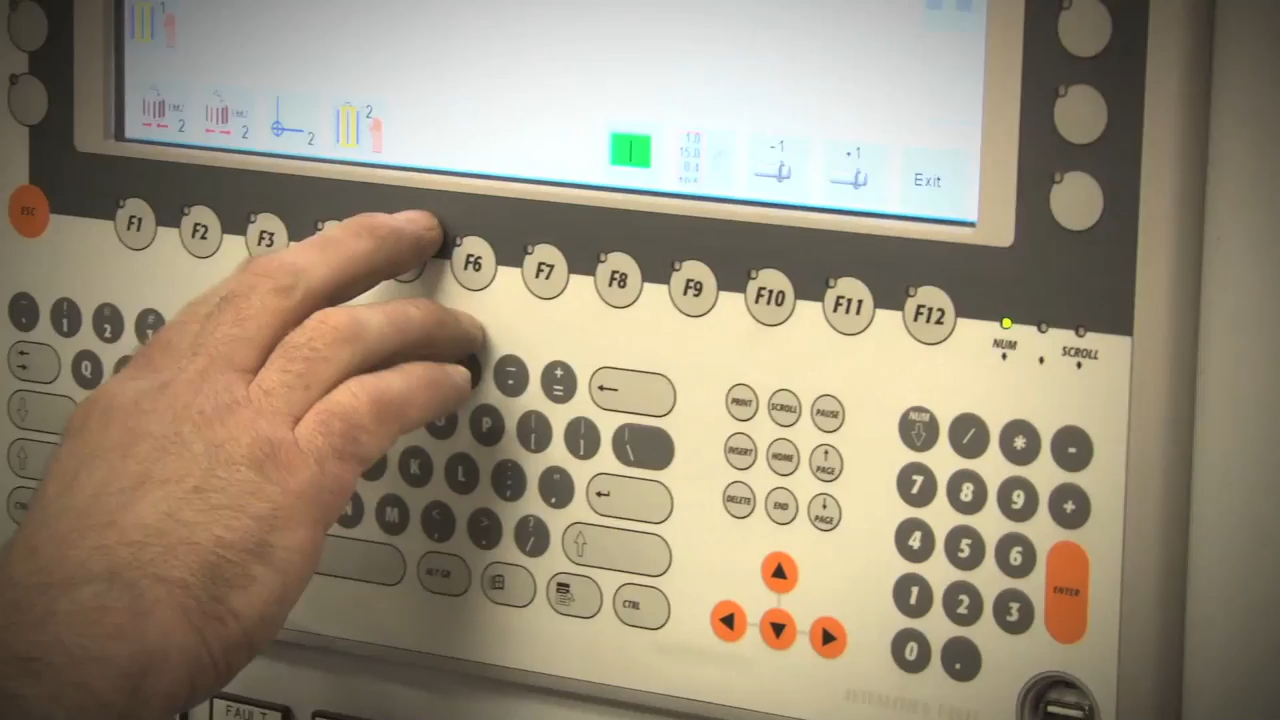 1
2 2 2 2
1.0
15.0
0.1
-1 +1 Exit
ESC F1 F2 F3 F6 F7 F8 F9 F10 F11 F12
NUM SCROLL
! 1 2
- + =
PRINT SCROLL PAUSE
NUM / * -
Q P [ ] \
INSERT HOME PAGE
7 8 9 +
K L ; :
DELETE END PAGE
4 5 6
M < , > . ? /
ENTER
ALT GR CTRL
1 2 3
0 .
FAULT